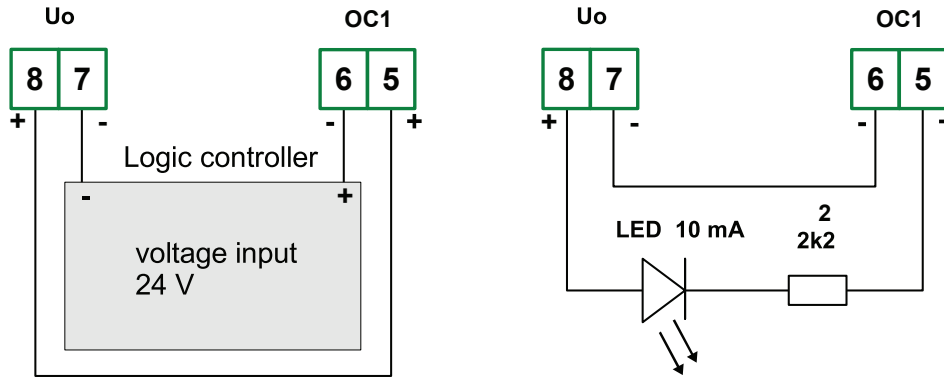 Uo
OC1
8 7
6 5
+
-
-
+
Logic controller
-
+
voltage input
24 V
Uo
OC1
8 7
6 5
+
-
-
-
LED 10 mA
2
2k2